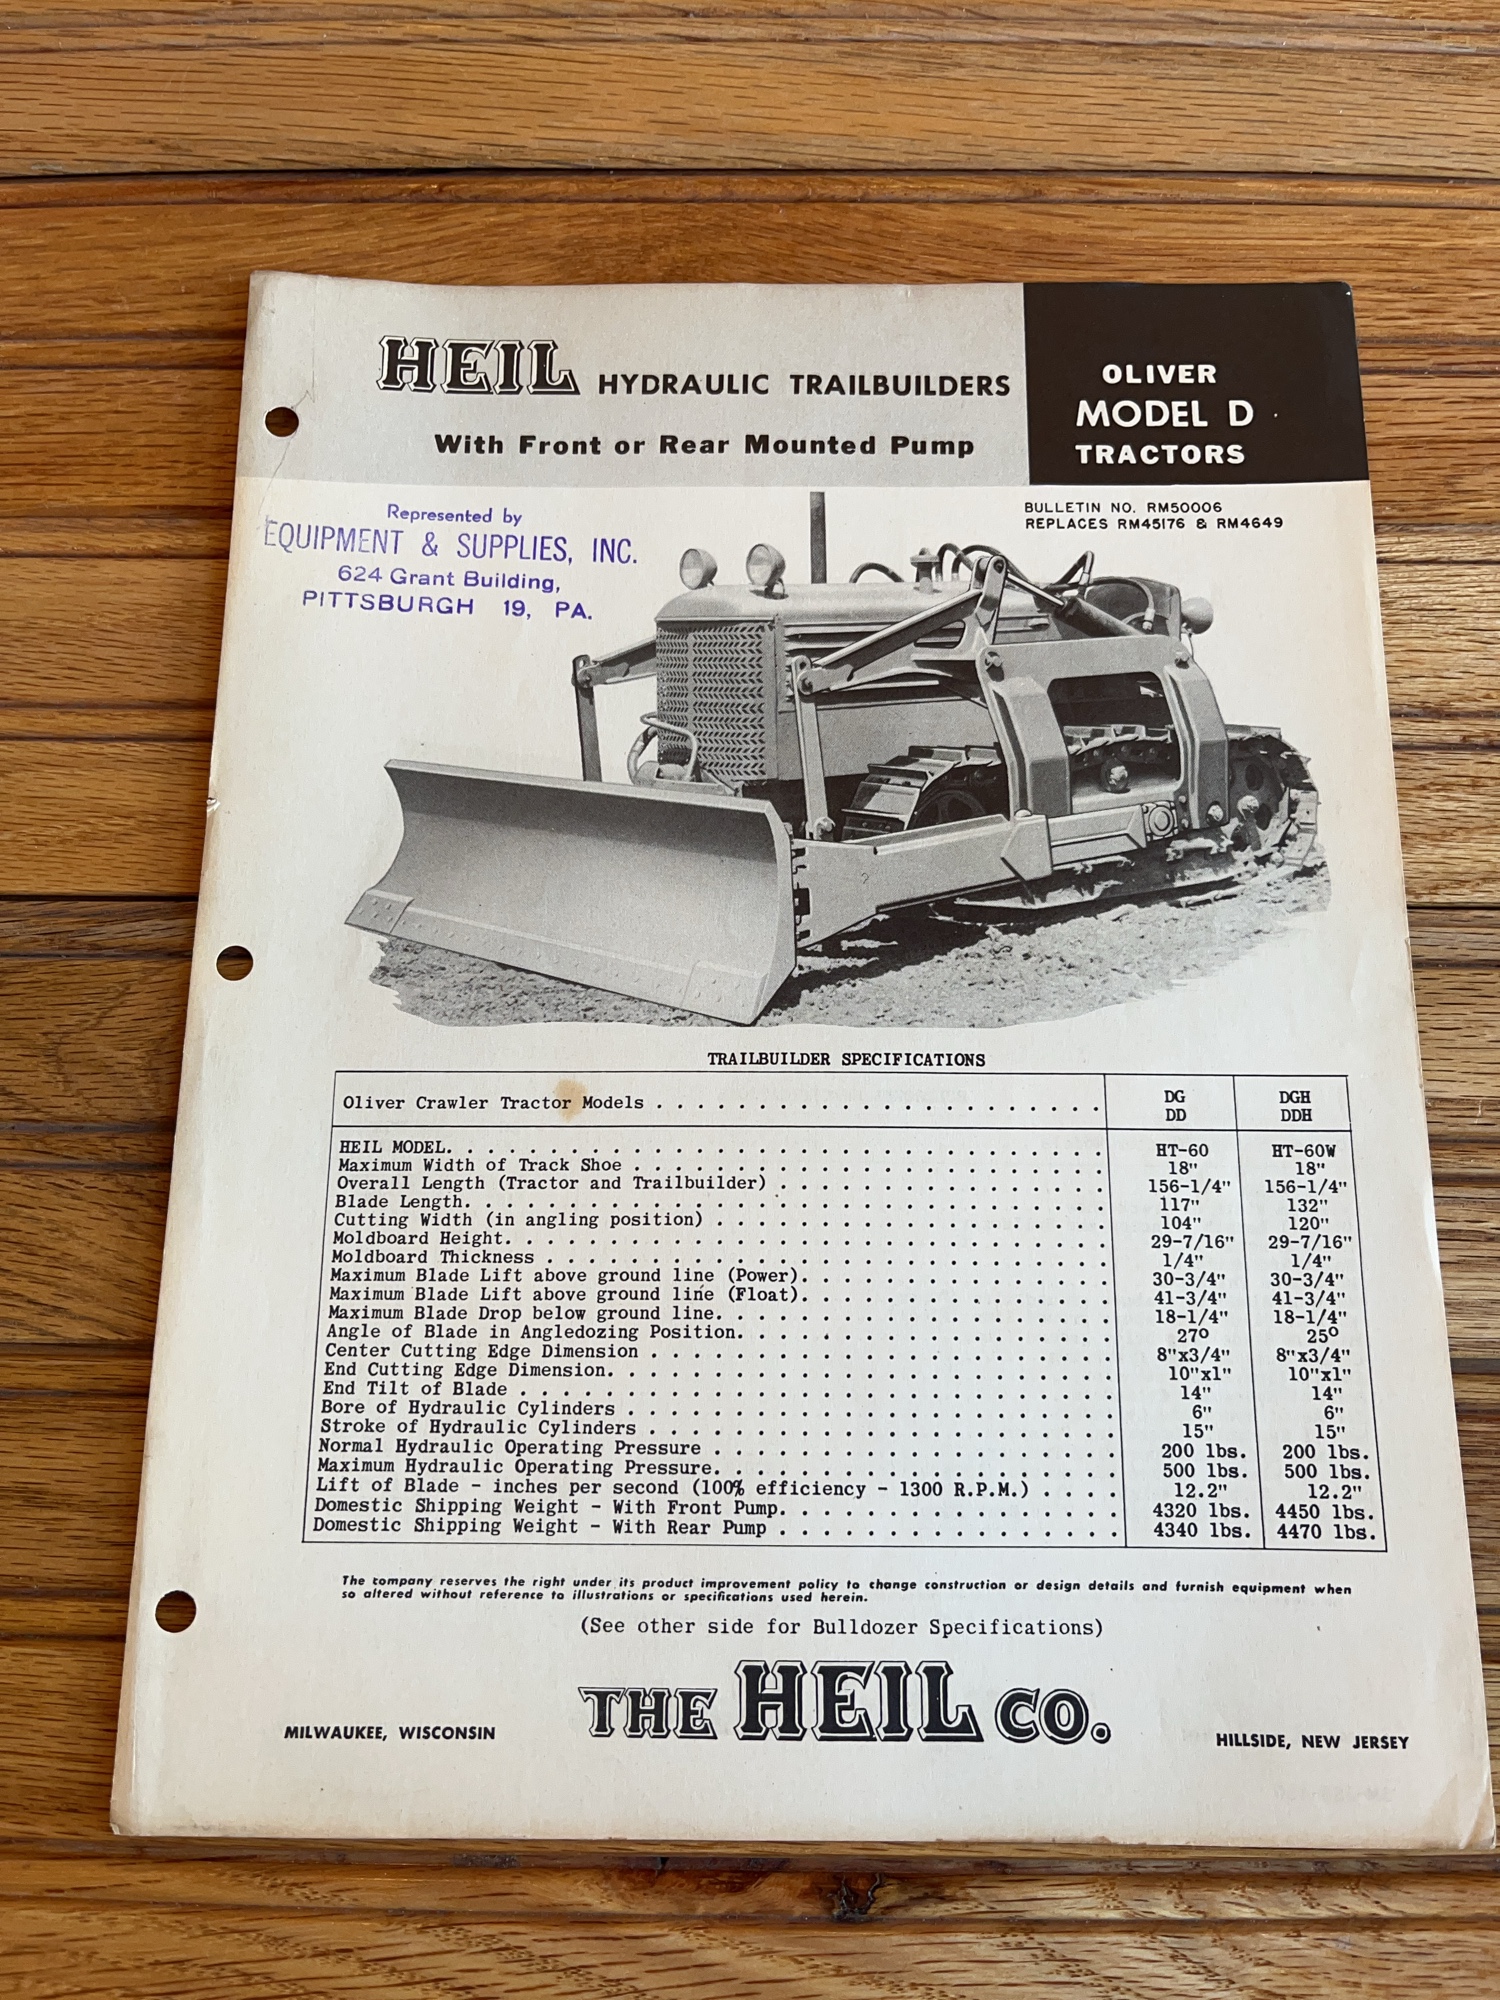 HEIL HYDRAULIC TRAILBUILDERS
With Front or Rear Mounted Pump
OLIVER
MODEL D
TRACTORS
BULLETIN NO. RM50006
REPLACES RM45176 & RM4649
Represented by
EQUIPMENT & SUPPLIES, INC.
624 Grant Building,
PITTSBURGH 19, PA.
TRAILBUILDER SPECIFICATIONS
Oliver Crawler Tractor Models . . . . . . . . . . . . . . . . . . . . . DG DGH
DD DDH
HEIL MODEL. . . . . . . . . . . . . . . . . . . . . HT-60 HT-60W
Maximum Width of Track Shoe . . . . . . . . . . . . . . . . . . . . . 18" 18"
Overall Length (Tractor and Trailbuilder) . . . . . . . . . . . . . . . 156-1/4" 156-1/4"
Blade Length. . . . . . . . . . . . . . . . . . . . . 117" 132"
Cutting Width (in angling position) . . . . . . . . . . . . . . . . . . 104" 120"
Moldboard Height. . . . . . . . . . . . . . . . . . . . . 29-7/16" 29-7/16"
Moldboard Thickness . . . . . . . . . . . . . . . . . . . . . 1/4" 1/4"
Maximum Blade Lift above ground line (Power). . . . . . . . . . . . . . 30-3/4" 30-3/4"
Maximum Blade Lift above ground line (Float). . . . . . . . . . . . . . 41-3/4" 41-3/4"
Maximum Blade Drop below ground line. . . . . . . . . . . . . . . . . . 18-1/4" 18-1/4"
Angle of Blade in Angledozing Position. . . . . . . . . . . . . . . . . 27° 25°
Center Cutting Edge Dimension . . . . . . . . . . . . . . . . . . . . . 8"x3/4" 8"x3/4"
End Cutting Edge Dimension. . . . . . . . . . . . . . . . . . . . . 10"x1" 10"x1"
End Tilt of Blade . . . . . . . . . . . . . . . . . . . . . 14" 14"
Bore of Hydraulic Cylinders . . . . . . . . . . . . . . . . . . . . . 6" 6"
Stroke of Hydraulic Cylinders . . . . . . . . . . . . . . . . . . . . . 15" 15"
Normal Hydraulic Operating Pressure . . . . . . . . . . . . . . . . . . 200 lbs. 200 lbs.
Maximum Hydraulic Operating Pressure. . . . . . . . . . . . . . . . . . 500 lbs. 500 lbs.
Lift of Blade - inches per second (100% efficiency - 1300 R.P.M.) . . . . 12.2" 12.2"
Domestic Shipping Weight - With Front Pump. . . . . . . . . . . . . . . 4320 lbs. 4450 lbs.
Domestic Shipping Weight - With Rear Pump . . . . . . . . . . . . . . . 4340 lbs. 4470 lbs.
The company reserves the right under its product improvement policy to change construction or design details and furnish equipment when
so altered without reference to illustrations or specifications used herein.
(See other side for Bulldozer Specifications)
THE HEIL CO.
MILWAUKEE, WISCONSIN
HILLSIDE, NEW JERSEY